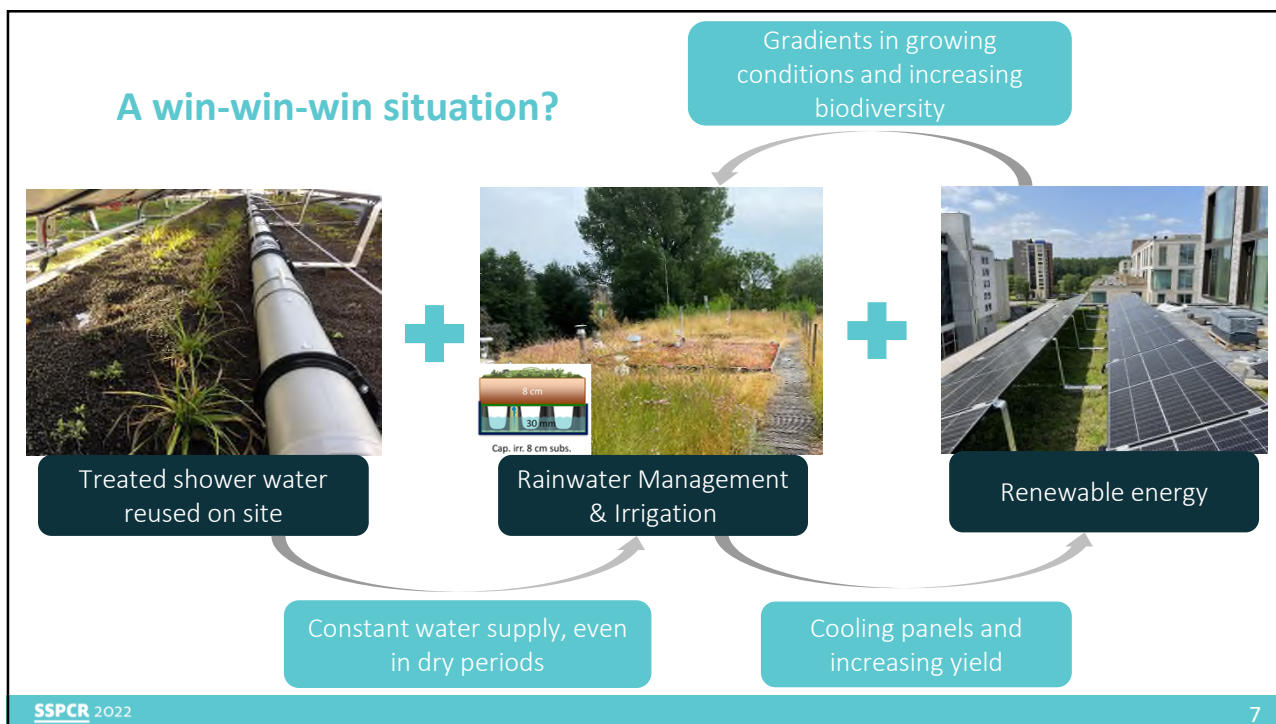 Gradients in growing
conditions and increasing
biodiversity
A win-win-win situation?
8 cm
30 mm
Cap. irr. 8 cm subs.
Treated shower water
reused on site
Rainwater Management
& Irrigation
Renewable energy
Constant water supply, even
in dry periods
Cooling panels and
increasing yield
SSPCR 2022
7